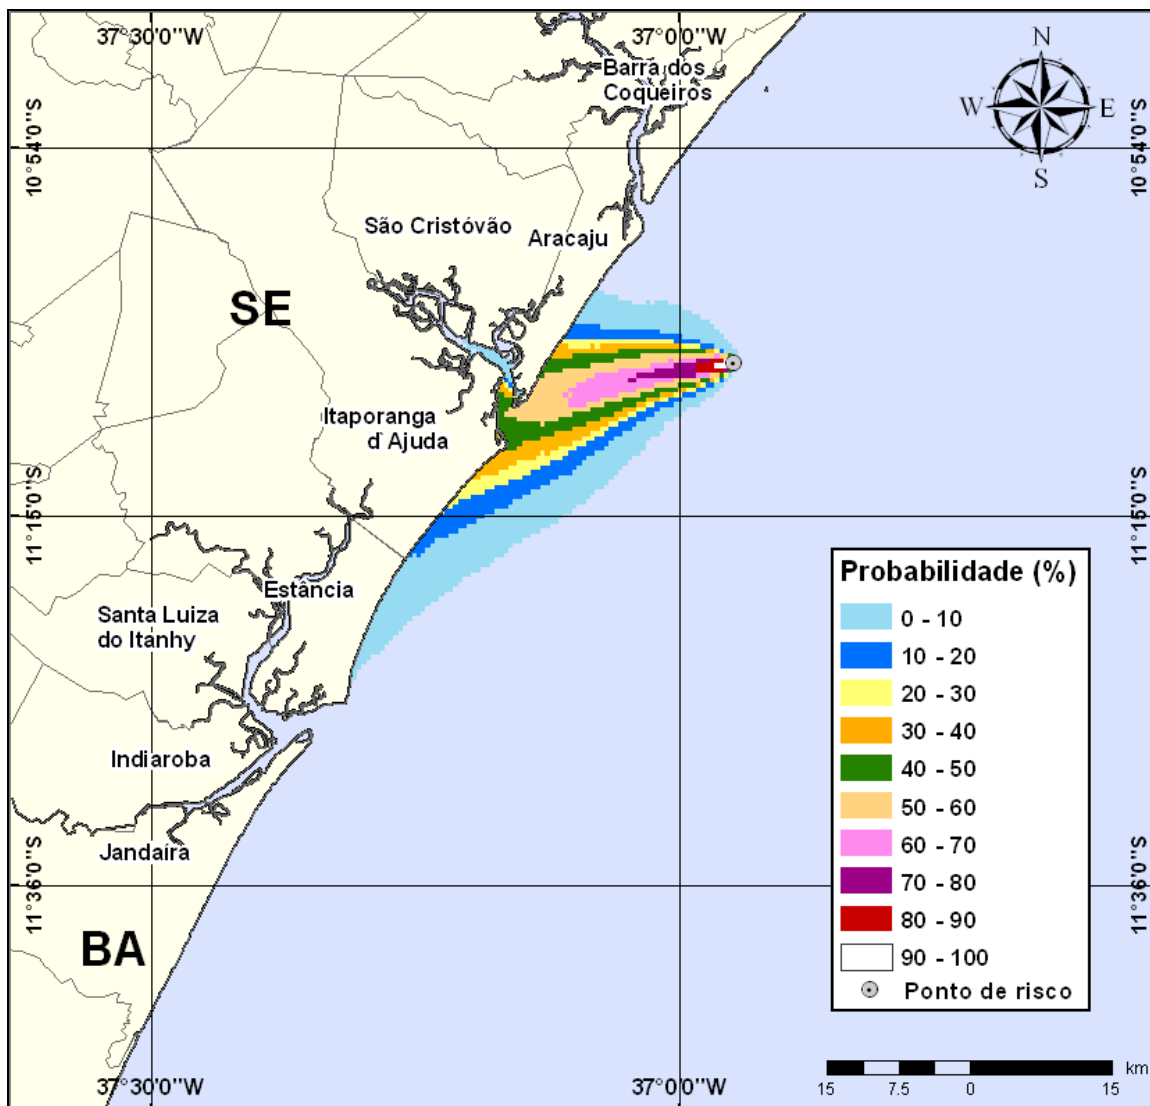 37°30'0''W
37°0'0''W
N
W
E
S
Barra dos
Coqueiros
10°54'0''S
10°54'0''S
São Cristóvão
Aracaju
SE
Itaporanga
d`Ajuda
11°15'0''S
11°15'0''S
Estância
Santa Luiza
do Itanhy
Indiaroba
Jandaíra
BA
11°36'0''S
11°36'0''S
Probabilidade (%)
0 - 10
10 - 20
20 - 30
30 - 40
40 - 50
50 - 60
60 - 70
70 - 80
80 - 90
90 - 100
Ponto de risco
km
15 7.5 0 15
37°30'0''W
37°0'0''W